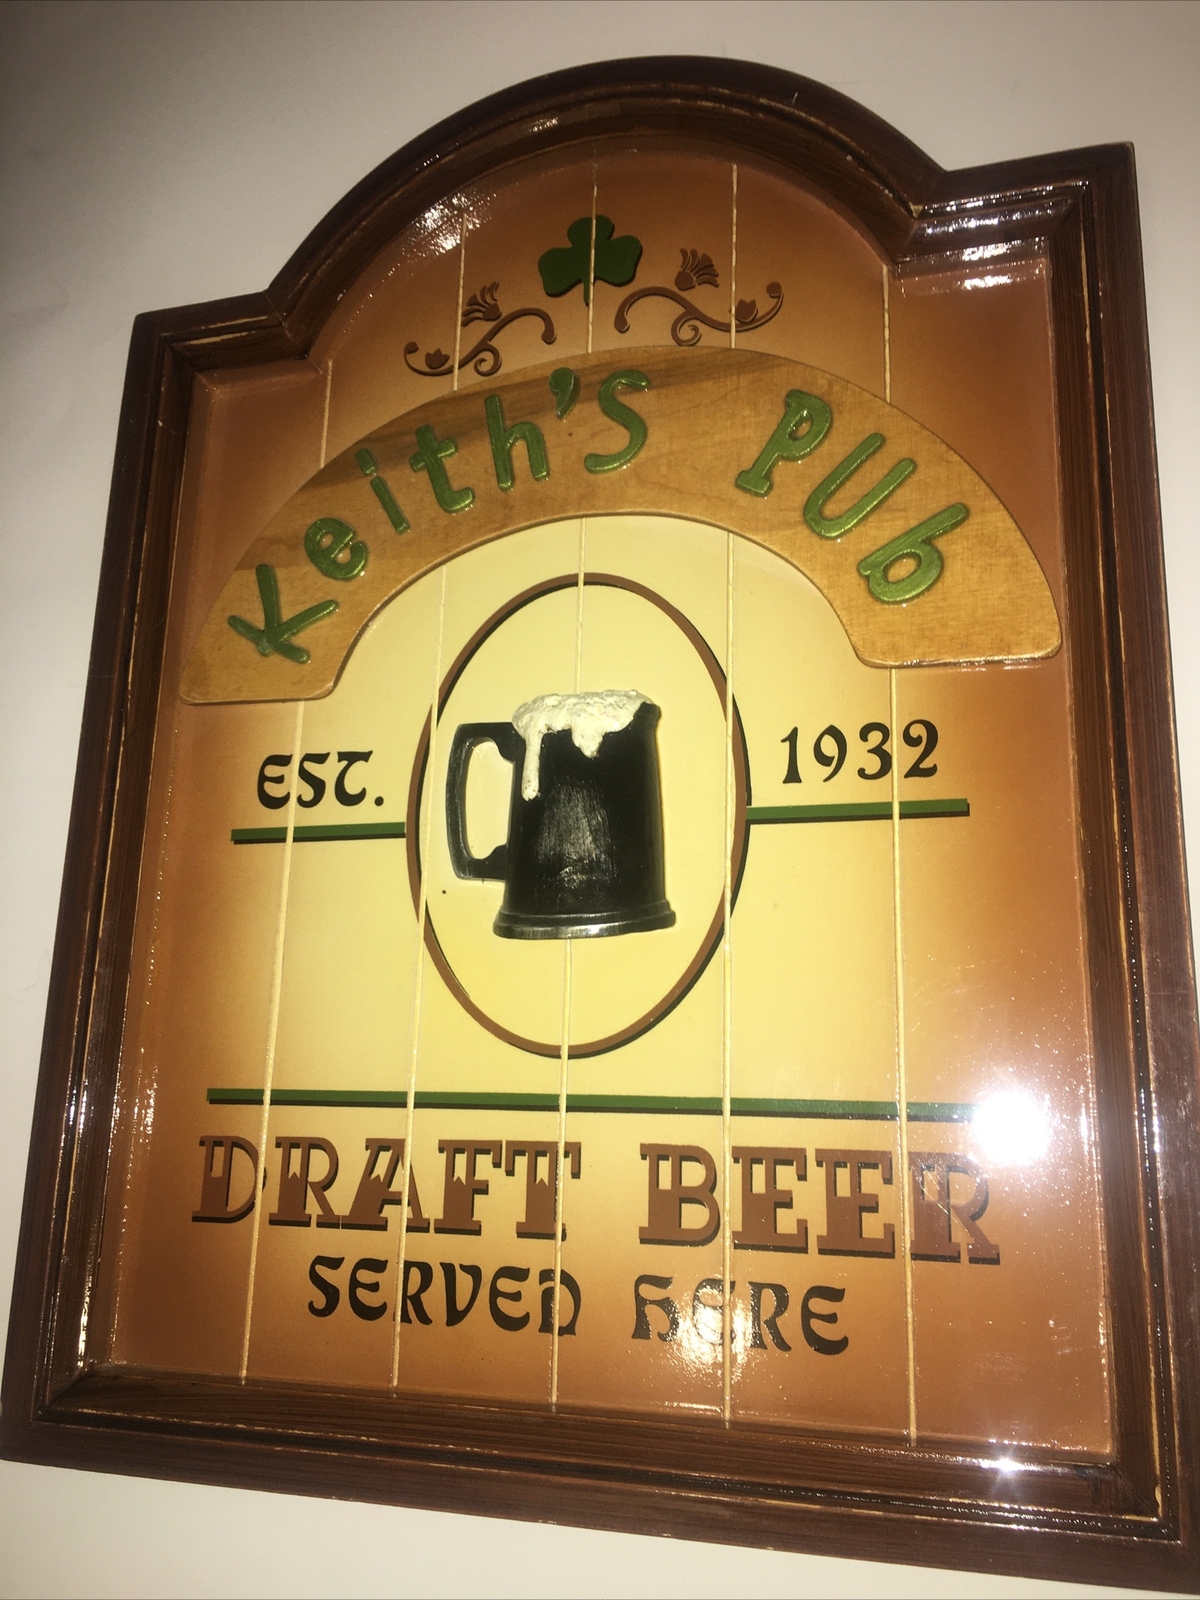 Keith's PUb
EST. 1932
DRAFT BEER
SERVED HERE